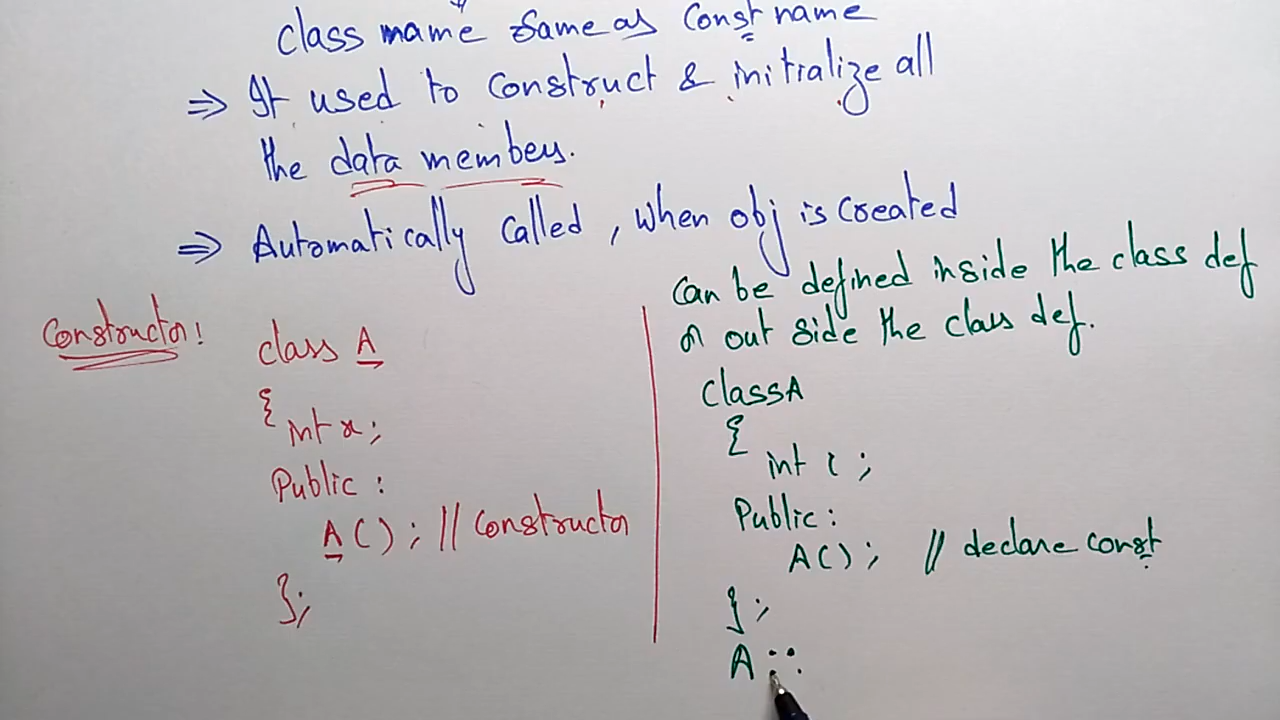 class name same as Const name
⇒ It used to Construct & initialize all
the data members.
⇒ Automatically Called , when obj is Created
Constructor:
class A
{
int x;
Public :
A() ; // Constructor
};
Can be defined inside the class def
or out side the class def.
Class A
{
int i ;
Public :
A() ; // declare const
} ;
A ::